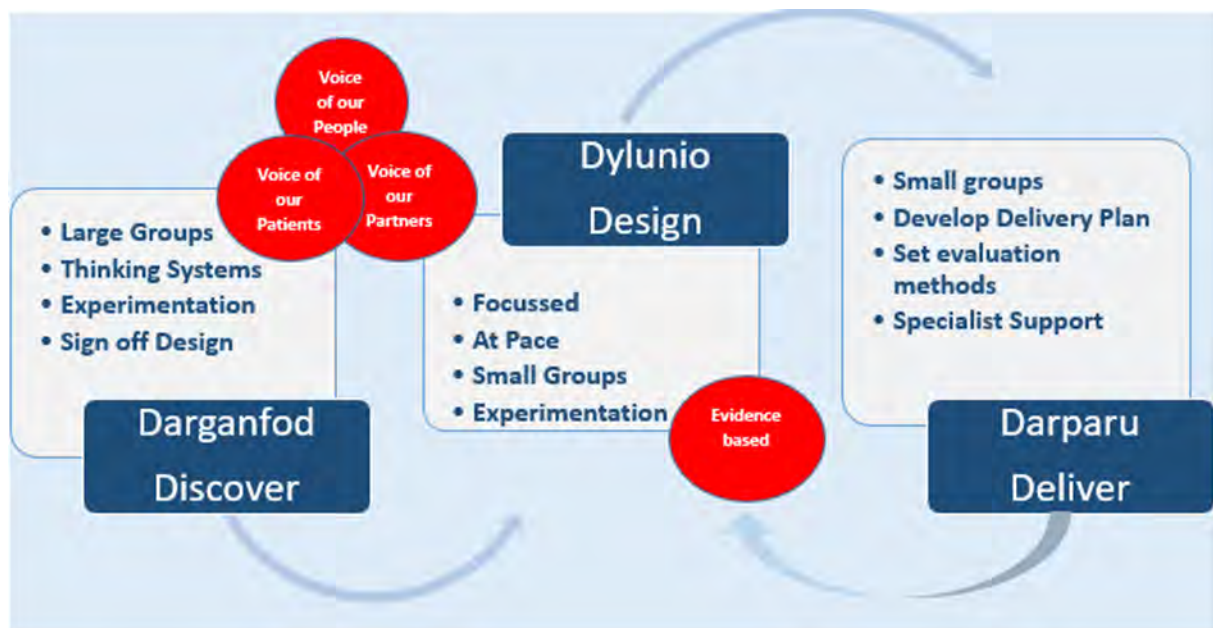 Voice
of our
People
Voice of
our
Patients
Voice of
our
Partners
• Large Groups
• Thinking Systems
• Experimentation
• Sign off Design
Darganfod
Discover
Dylunio
Design
• Focussed
• At Pace
• Small Groups
• Experimentation
Evidence
based
• Small groups
• Develop Delivery Plan
• Set evaluation
methods
• Specialist Support
Darparu
Deliver